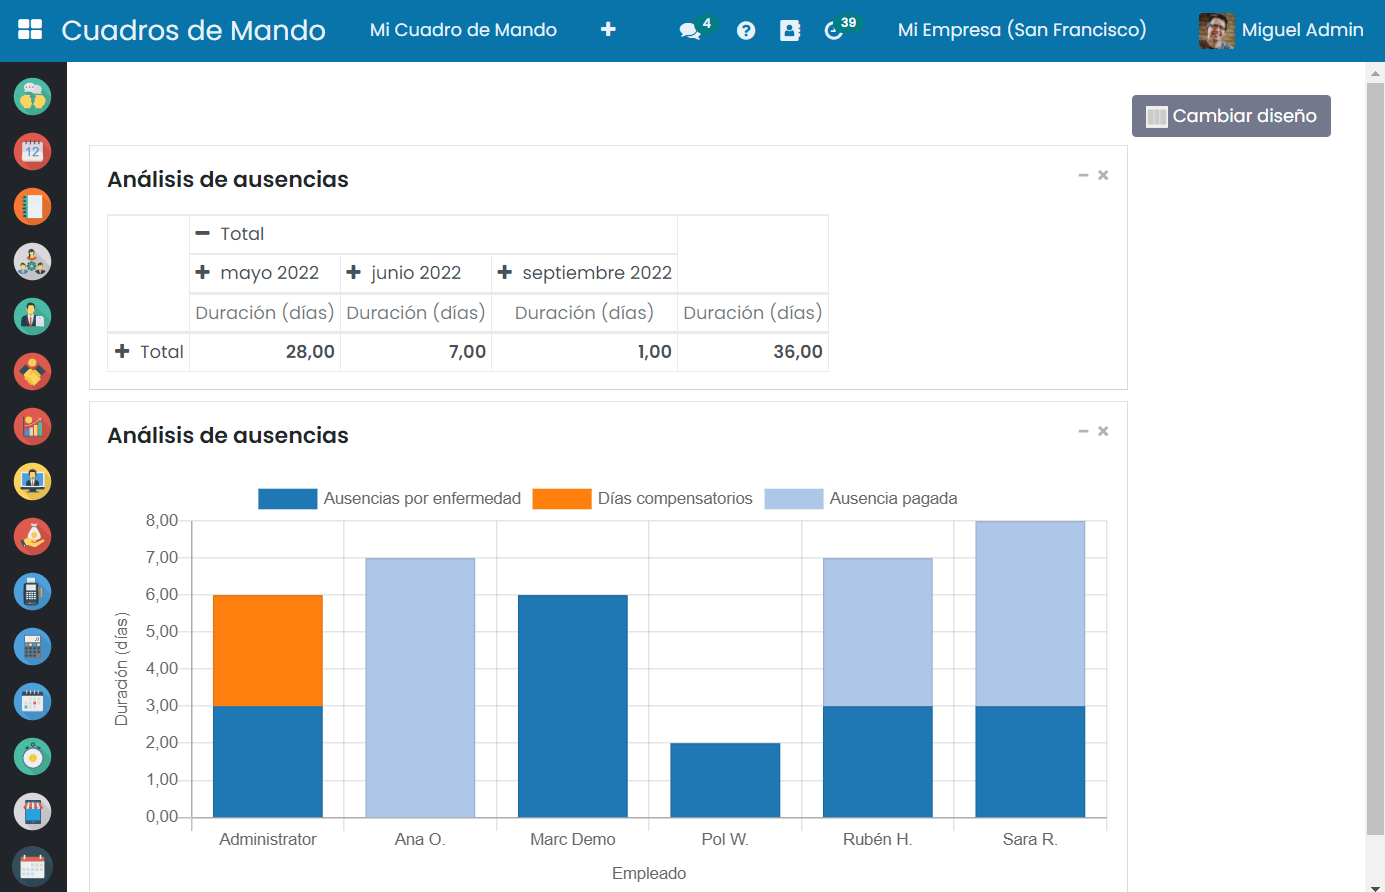 Cuadros de Mando Mi Cuadro de Mando 4 39 Mi Empresa (San Francisco) Miguel Admin
12
Cambiar diseño
Análisis de ausencias
Total
mayo 2022 junio 2022 septiembre 2022
Duración (días) Duración (días) Duración (días) Duración (días)
Total 28,00 7,00 1,00 36,00
Análisis de ausencias
Ausencias por enfermedad Días compensatorios Ausencia pagada
8,00
7,00
6,00
5,00
4,00
3,00
2,00
1,00
0,00
Duración (días)
Administrator Ana O. Marc Demo Pol W. Rubén H. Sara R.
Empleado